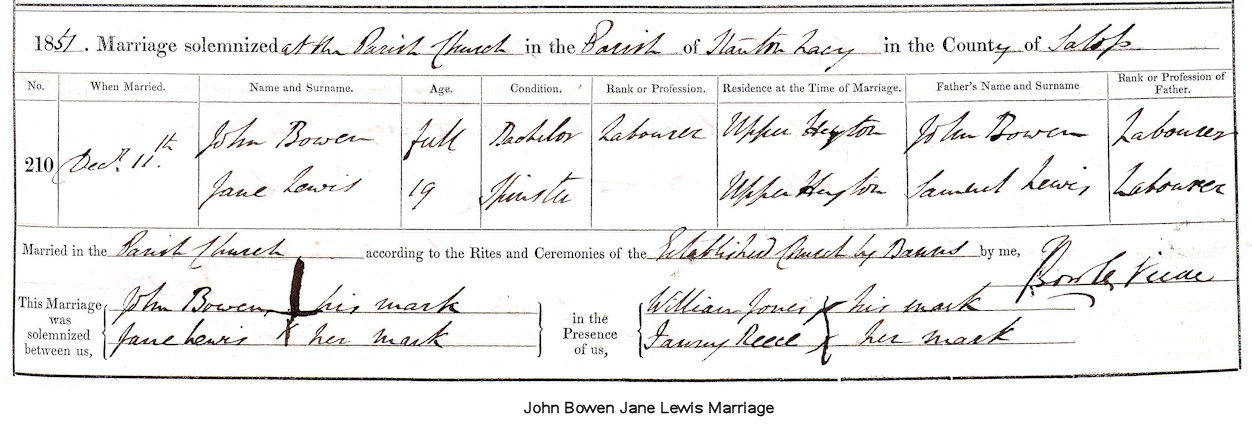 1851. Marriage solemnized at the Parish Church in the Parish of Stanton Lacy in the County of Salop
No. When Married. Name and Surname. Age. Condition. Rank or Profession. Residence at the Time of Marriage. Father's Name and Surname Rank or Profession of Father.
210 Decr. 11th John Bowen full Bachelor Labourer Upper Heyton John Bowen Labourer
Jane Lewis 19 Spinster Upper Heyton Samuel Lewis Labourer
Married in the Parish Church according to the Rites and Ceremonies of the Established Church by Banns by me,
This Marriage was solemnized between us, John Bowen his mark in the Presence of us, William Jones his mark
Jane Lewis X her mark Fanny Reece X her mark
John Bowen Jane Lewis Marriage